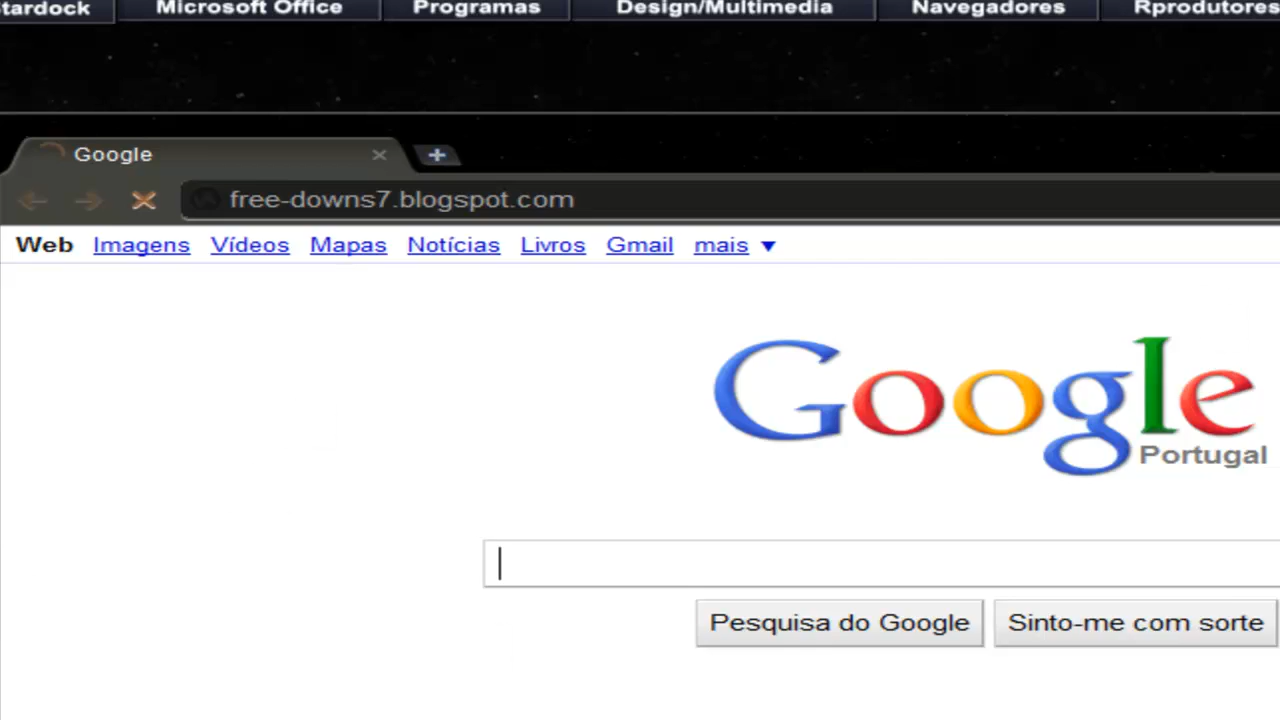 Stardock Microsoft Office Programas Design/Multimedia Navegadores Rprodutores
Google
free-downs7.blogspot.com
Web Imagens Vídeos Mapas Notícias Livros Gmail mais
Google
Portugal
Pesquisa do Google Sinto-me com sorte